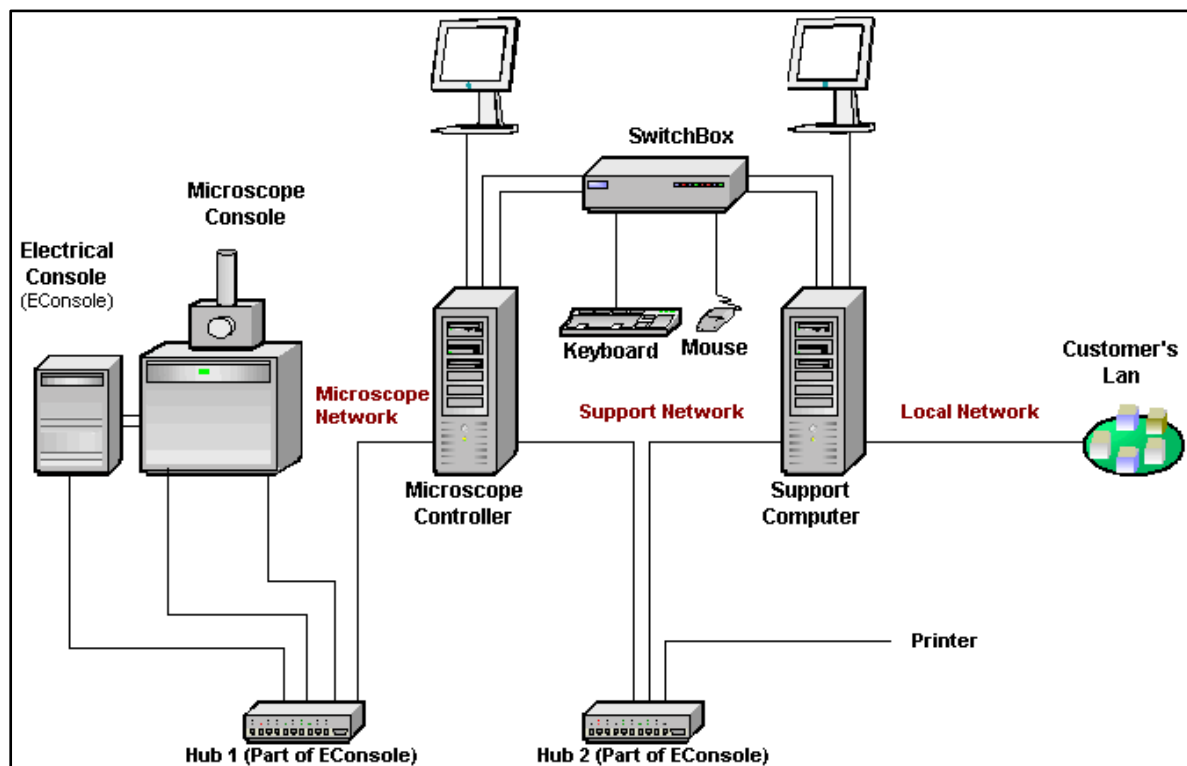 SwitchBox
Microscope
Console
Electrical
Console
(EConsole)
Keyboard
Mouse
Customer's
Lan
Microscope
Network
Support Network
Local Network
Microscope
Controller
Support
Computer
Printer
Hub 1 (Part of EConsole)
Hub 2 (Part of EConsole)